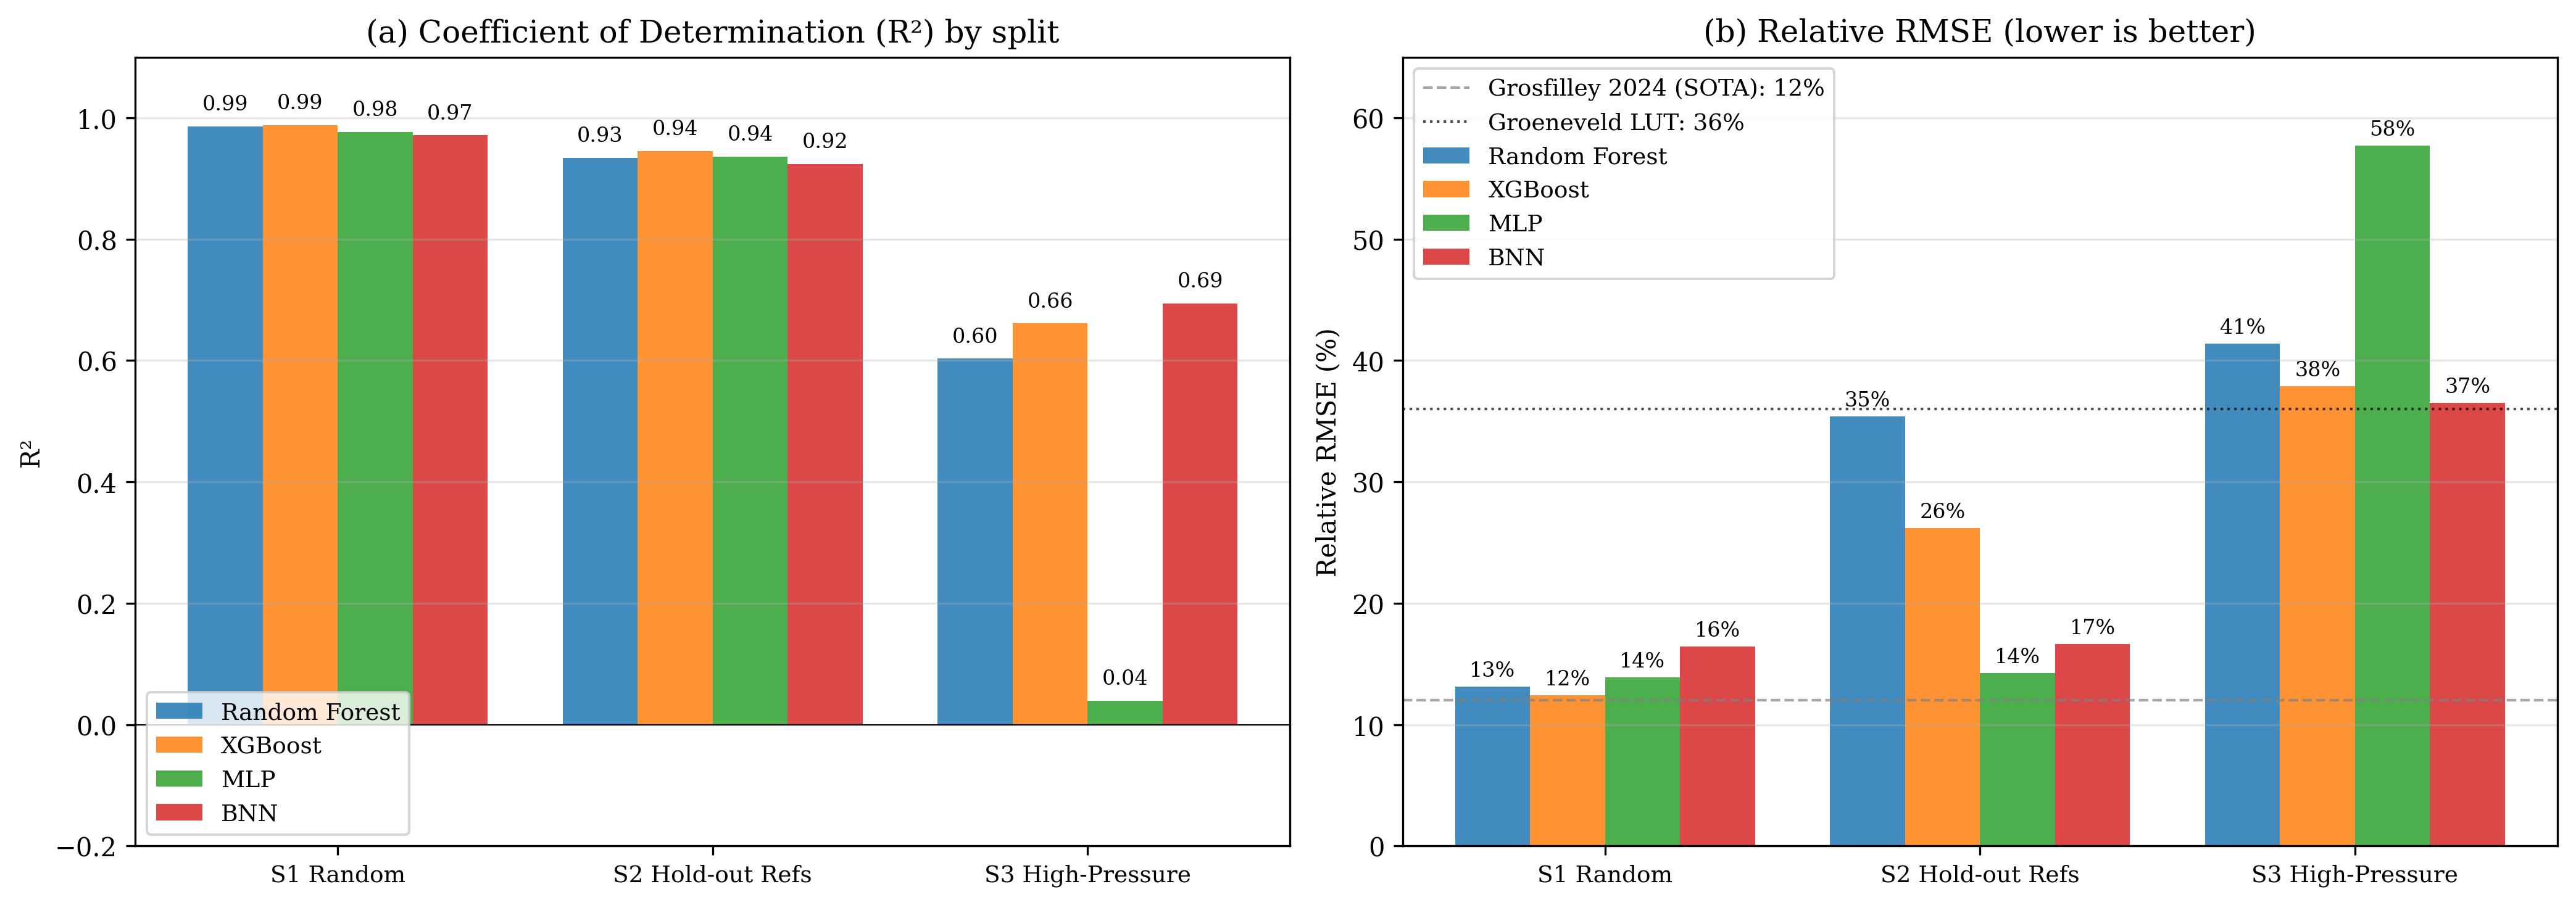 (a) Coefficient of Determination (R²) by split
R²
1.0
0.8
0.6
0.4
0.2
0.0
−0.2
0.99
0.99
0.98
0.97
0.93
0.94
0.94
0.92
0.60
0.66
0.04
0.69
Random Forest
XGBoost
MLP
BNN
S1 Random
S2 Hold-out Refs
S3 High-Pressure
(b) Relative RMSE (lower is better)
Relative RMSE (%)
60
50
40
30
20
10
0
Grosfilley 2024 (SOTA): 12%
Groeneveld LUT: 36%
Random Forest
XGBoost
MLP
BNN
13%
12%
14%
16%
35%
26%
14%
17%
41%
38%
58%
37%
S1 Random
S2 Hold-out Refs
S3 High-Pressure